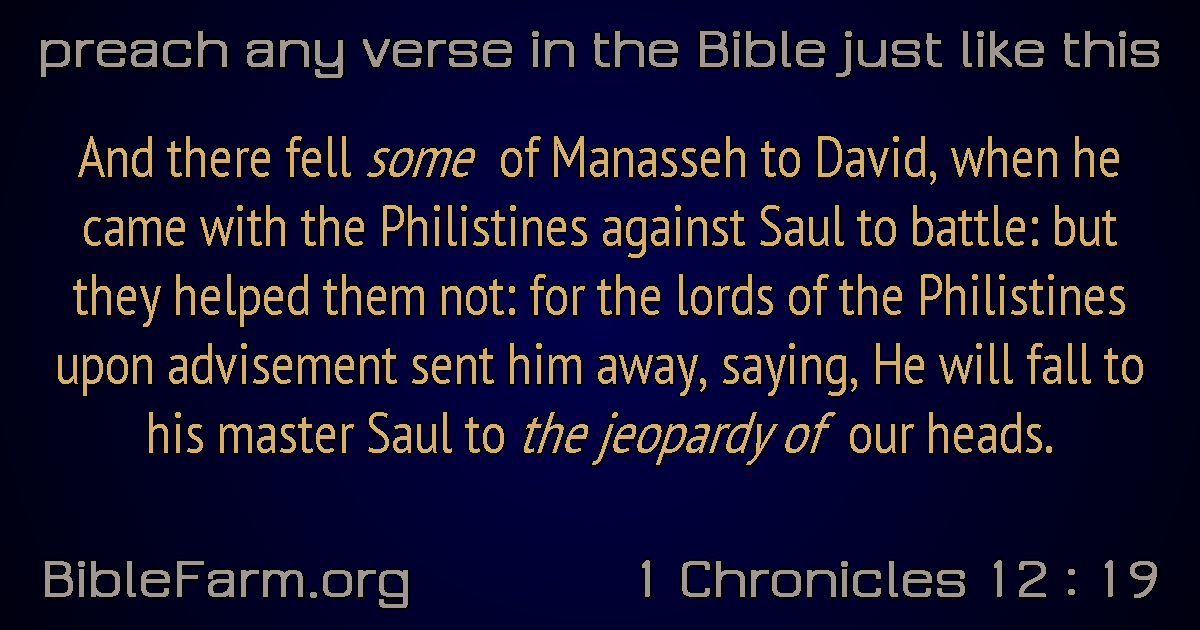 preach any verse in the Bible just like this
And there fell some of Manasseh to David, when he
came with the Philistines against Saul to battle: but
they helped them not: for the lords of the Philistines
upon advisement sent him away, saying, He will fall to
his master Saul to the jeopardy of our heads.
BibleFarm.org
1 Chronicles 12 : 19